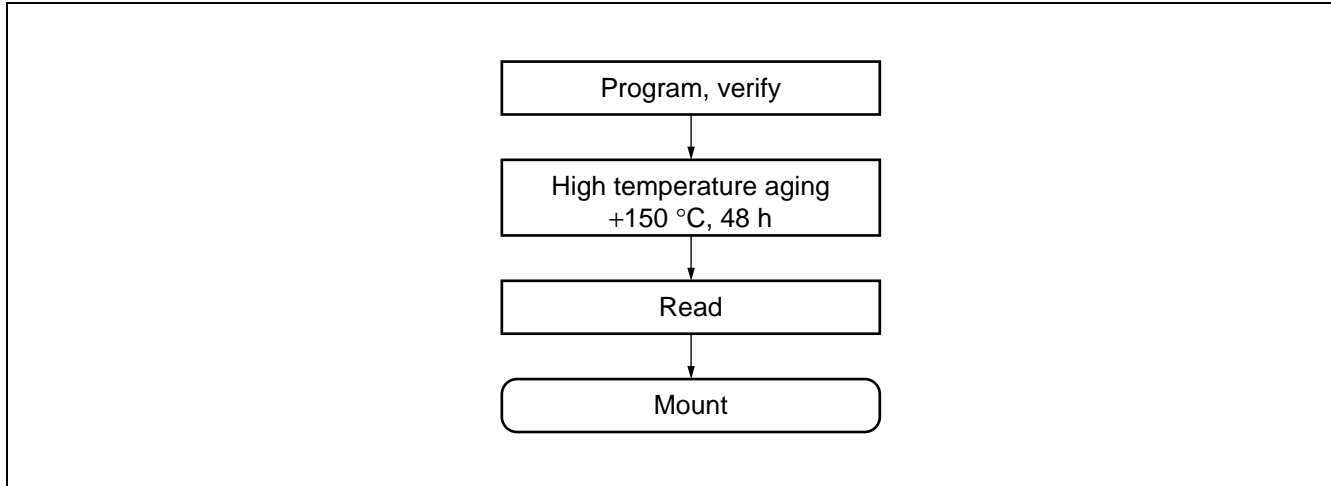 Program, verify
High temperature aging
+150 °C, 48 h
Read
Mount